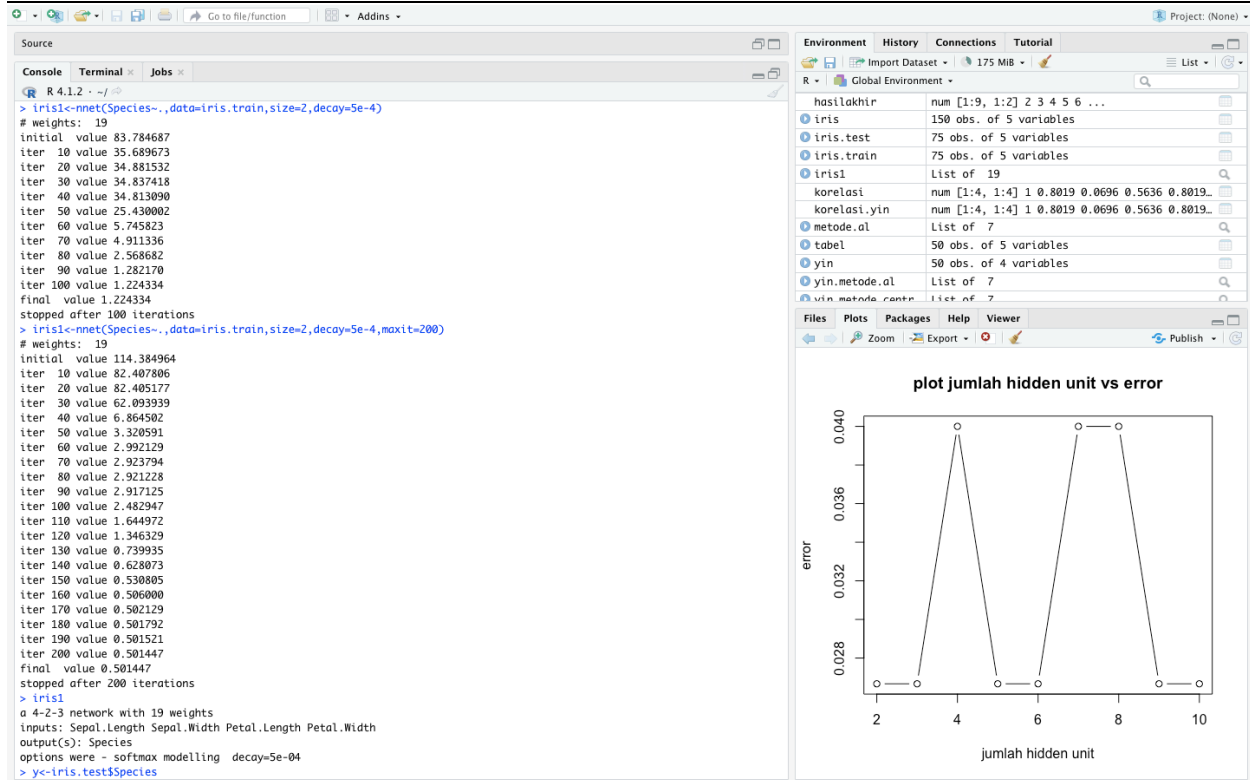 Go to file/function
Addins
Project: (None)
Source
Console Terminal Jobs
R 4.1.2 · ~/
> iris1<-nnet(Species~.,data=iris.train,size=2,decay=5e-4)
# weights:  19
initial  value 83.784687
iter  10 value 35.689673
iter  20 value 34.881532
iter  30 value 34.837418
iter  40 value 34.813090
iter  50 value 25.430002
iter  60 value 5.745823
iter  70 value 4.911336
iter  80 value 2.568682
iter  90 value 1.282170
iter 100 value 1.224334
final  value 1.224334
stopped after 100 iterations
> iris1<-nnet(Species~.,data=iris.train,size=2,decay=5e-4,maxit=200)
# weights:  19
initial  value 114.384964
iter  10 value 82.407806
iter  20 value 82.405177
iter  30 value 62.093939
iter  40 value 6.864502
iter  50 value 3.320591
iter  60 value 2.992129
iter  70 value 2.923794
iter  80 value 2.921228
iter  90 value 2.917125
iter 100 value 2.482947
iter 110 value 1.644972
iter 120 value 1.346329
iter 130 value 0.739935
iter 140 value 0.628073
iter 150 value 0.530805
iter 160 value 0.506000
iter 170 value 0.502129
iter 180 value 0.501792
iter 190 value 0.501521
iter 200 value 0.501447
final  value 0.501447
stopped after 200 iterations
> iris1
a 4-2-3 network with 19 weights
inputs: Sepal.Length Sepal.Width Petal.Length Petal.Width
output(s): Species
options were - softmax modelling  decay=5e-04
> y<-iris.test$Species
Environment History Connections Tutorial
Import Dataset 175 MiB List
R Global Environment
hasilakhir num [1:9, 1:2] 2 3 4 5 6 ...
iris 150 obs. of 5 variables
iris.test 75 obs. of 5 variables
iris.train 75 obs. of 5 variables
iris1 List of  19
korelasi num [1:4, 1:4] 1 0.8019 0.0696 0.5636 0.8019…
korelasi.yin num [1:4, 1:4] 1 0.8019 0.0696 0.5636 0.8019…
metode.al List of  7
tabel 50 obs. of 5 variables
yin 50 obs. of 4 variables
yin.metode.al List of  7
yin.metode.centr List of  7
Files Plots Packages Help Viewer
Zoom Export Publish
plot jumlah hidden unit vs error
0.040
0.036
0.032
0.028
error
2 4 6 8 10
jumlah hidden unit